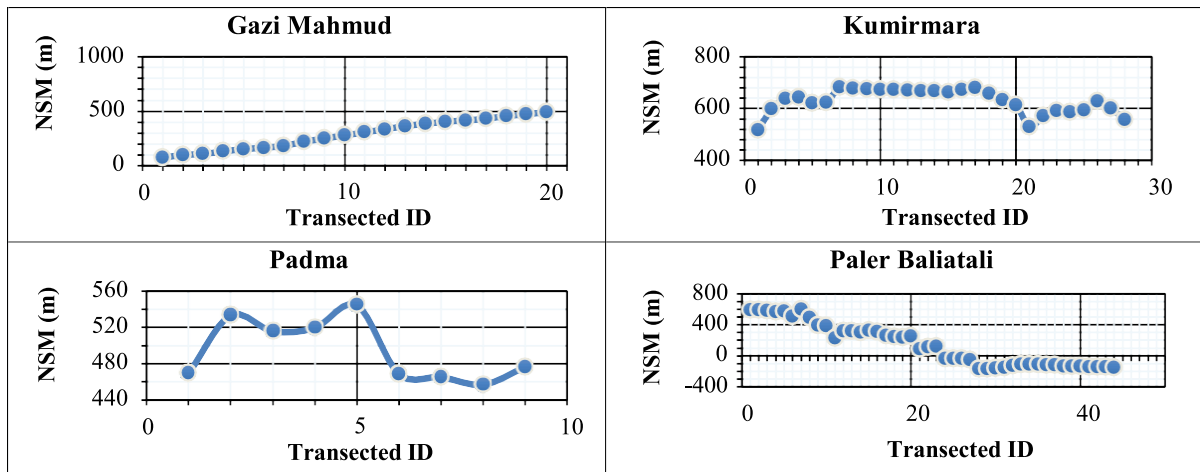 Gazi Mahmud
NSM (m)
1000
500
0
0 10 20
Transected ID
Kumirmara
NSM (m)
800
600
400
0 10 20 30
Transected ID
Padma
NSM (m)
560
520
480
440
0 5 10
Transected ID
Paler Baliatali
NSM (m)
800
400
0
-400
0 20 40
Transected ID